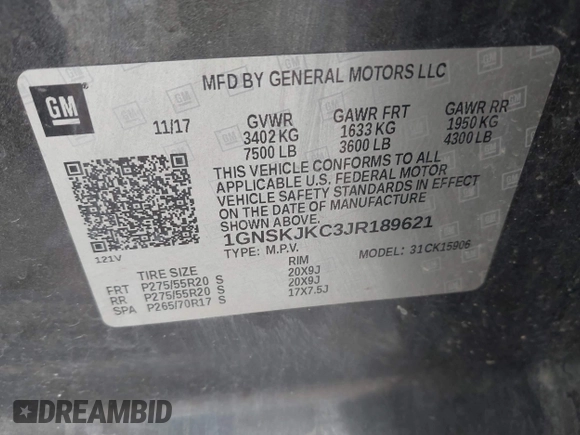 MFD BY GENERAL MOTORS LLC
GM
11/17
GVWR GAWR FRT GAWR RR
3402 KG 1633 KG 1950 KG
7500 LB 3600 LB 4300 LB
THIS VEHICLE CONFORMS TO ALL
APPLICABLE U.S. FEDERAL MOTOR
VEHICLE SAFETY STANDARDS IN EFFECT
ON THE DATE OF MANUFACTURE
SHOWN ABOVE.
1GNSKJKC3JR189621
TYPE: M.P.V. MODEL: 31CK15906
121V
TIRE SIZE RIM
FRT P275/55R20 S 20X9J
RR P275/55R20 S 20X9J
SPA P265/70R17 S 17X7.5J
DREAMBID